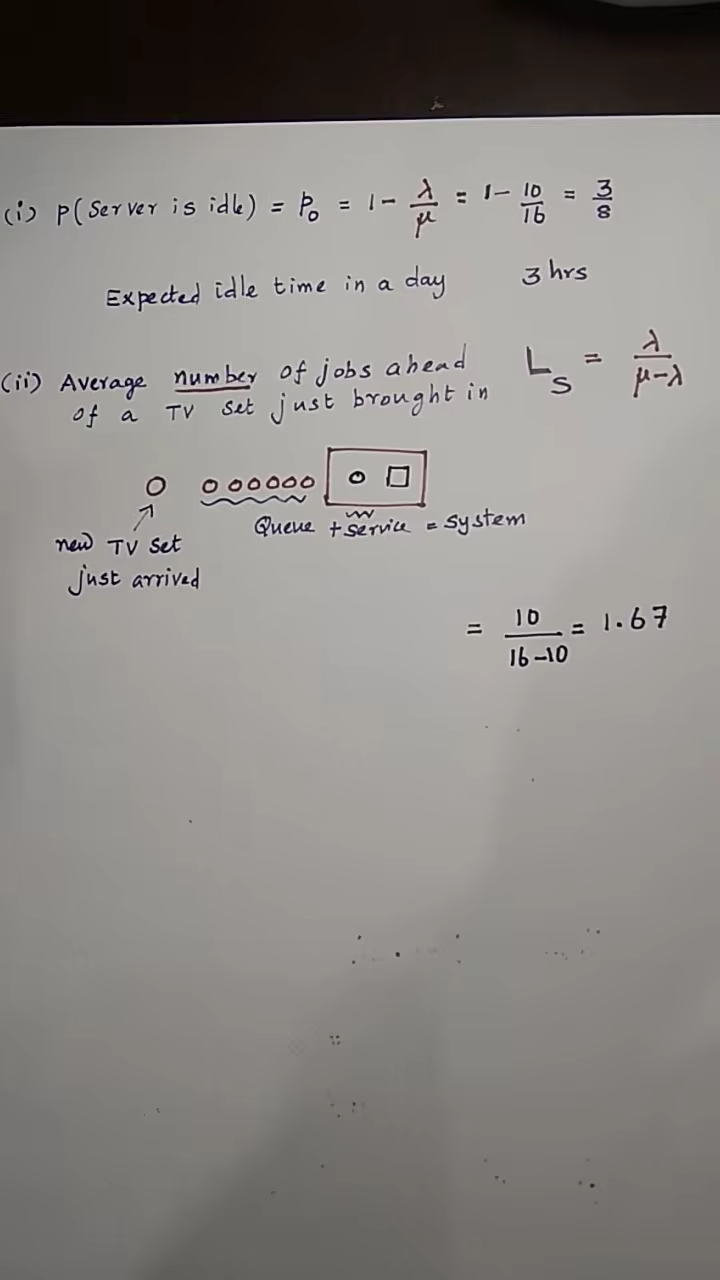 (i) P(Server is idle) = P₀ = 1 - λ/μ = 1 - 10/16 = 3/8
Expected idle time in a day 3 hrs
(ii) Average number of jobs ahead
of a TV set just brought in
Lₛ = λ/(μ-λ)
Queue + service = system
new TV set
just arrived
= 10/(16-10) = 1.67